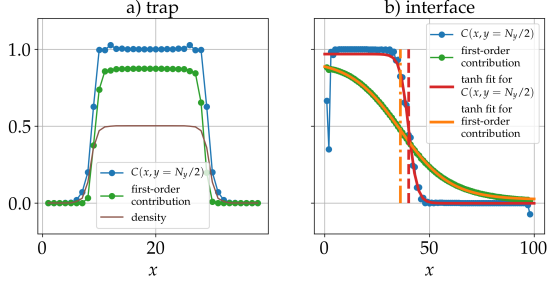 a) trap
1.0
0.5
0.0
C(x, y = N_y/2)
first-order
contribution
density
1
20
x
b) interface
C(x, y = N_y/2)
first-order
contribution
tanh fit for
C(x, y = N_y/2)
tanh fit for
first-order
contribution
0
50
100
x